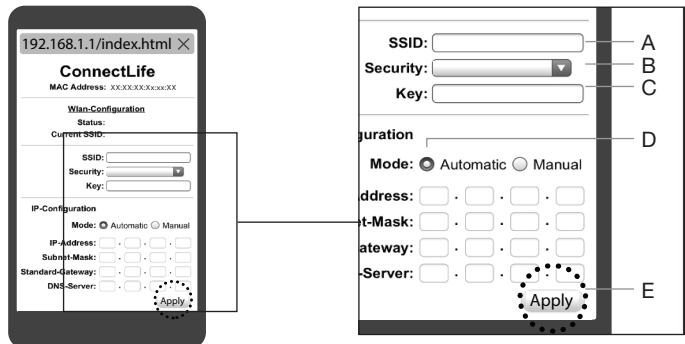 192.168.1.1/index.html ×
ConnectLife
MAC Address: XX:XX:XX:Xx:xx:XX
Wlan-Configuration
Status:
Current SSID:
SSID:
Security:
Key:
IP-Configuration
Mode: Automatic Manual
IP-Address: . . .
Subnet-Mask: . . .
Standard-Gateway: . . .
DNS-Server: . . .
Apply
SSID: A
Security: B
Key: C
guration D
Mode: Automatic Manual
ddress: . . .
t-Mask: . . .
ateway: . . .
-Server: . . .
Apply E